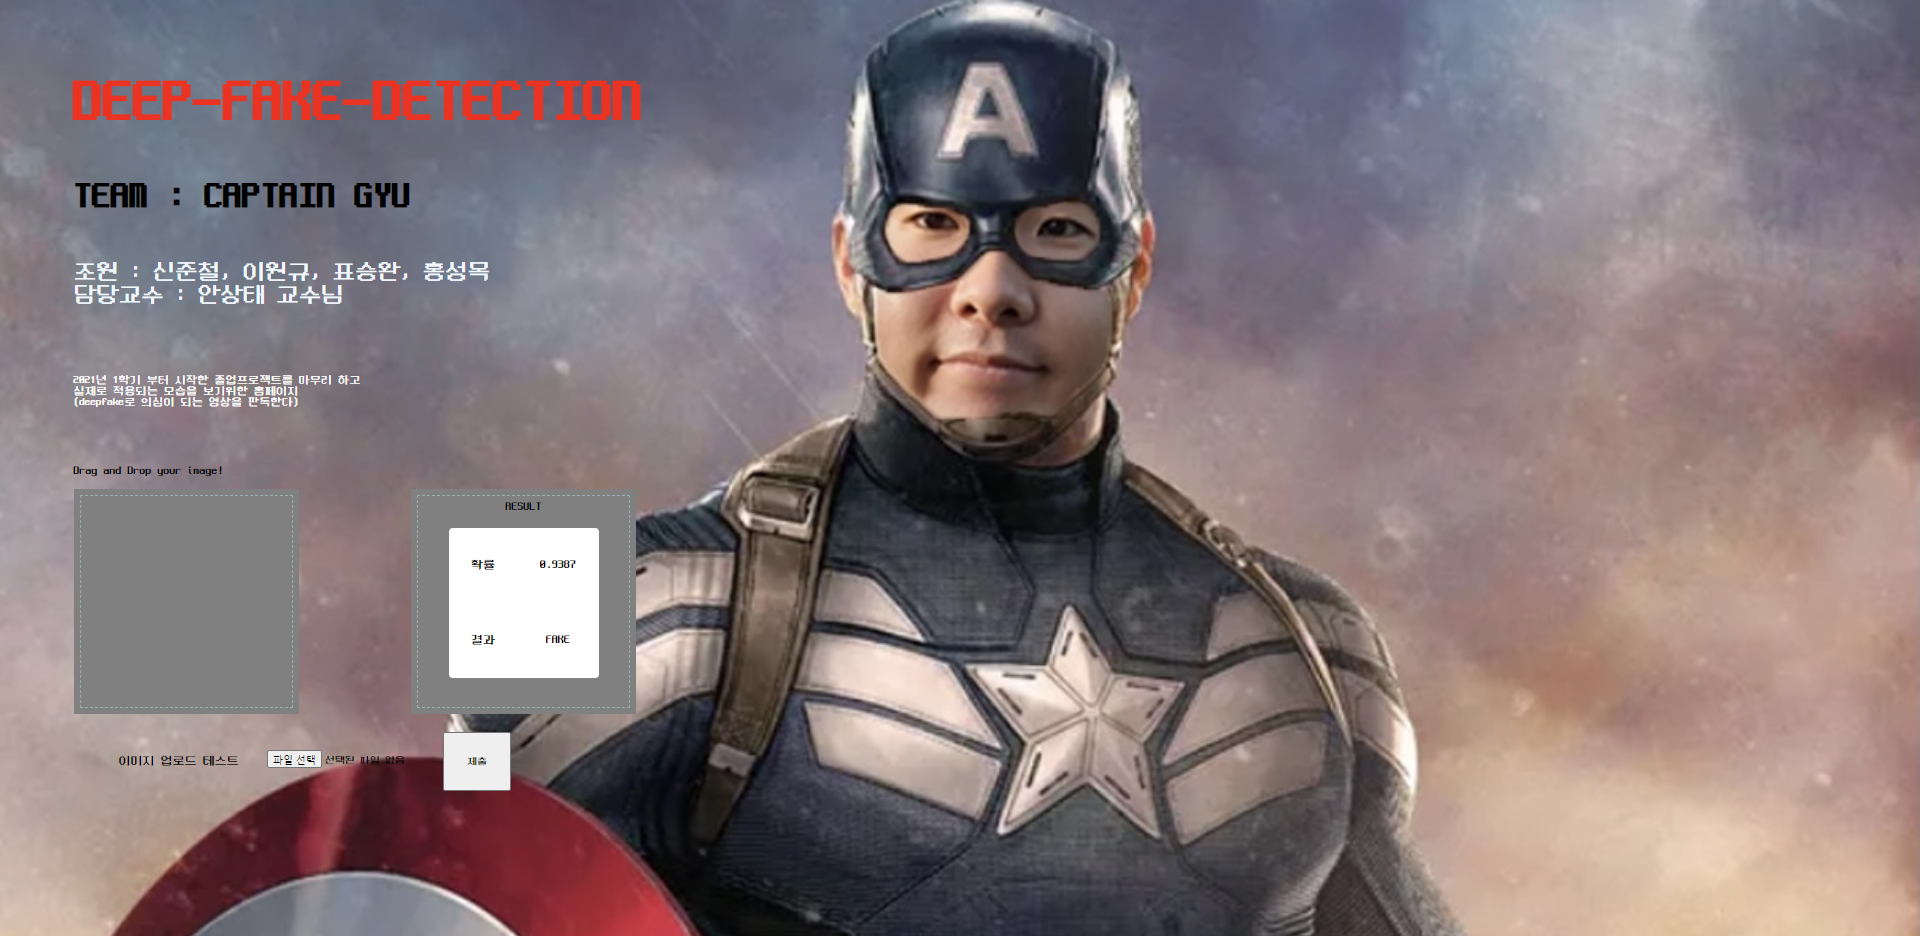 DEEP-FAKE-DETECTION
TEAM : CAPTAIN GYU
조원 : 신준철, 이원규, 표승완, 홍성목
담당교수 : 안상태 교수님
2021년 1학기 부터 시작한 졸업프로젝트를 마무리 하고
실제로 적용되는 모습을 보기위한 홈페이지
(deepfake로 의심이 되는 영상을 판독한다)
Drag and Drop your image!
RESULT
확률 0.9387
결과 FAKE
이미지 업로드 테스트 파일 선택 선택된 파일 없음 제출
A